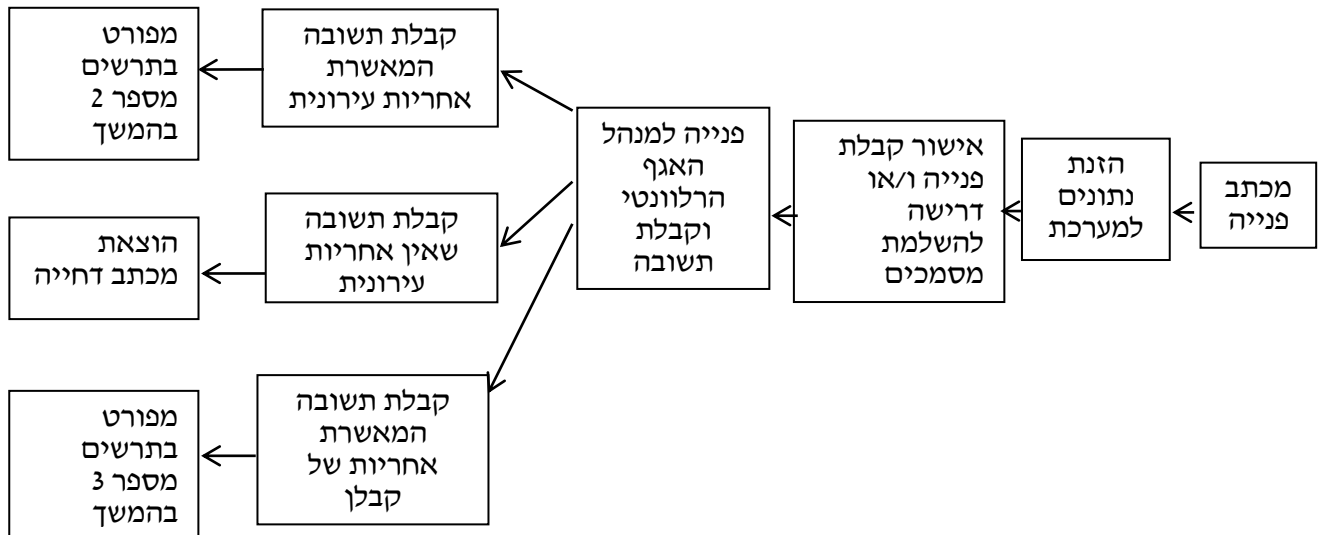 מכתב
פנייה
הזנת
נתונים
למערכת
אישור קבלת
פנייה ו/או
דרישה
להשלמת
מסמכים
פנייה למנהל
האגף
הרלוונטי
וקבלת
תשובה
קבלת תשובה
המאשרת
אחריות עירונית
מפורט
בתרשים
מספר 2
בהמשך
קבלת תשובה
שאין אחריות
עירונית
הוצאת
מכתב דחייה
קבלת תשובה
המאשרת
אחריות של
קבלן
מפורט
בתרשים
מספר 3
בהמשך